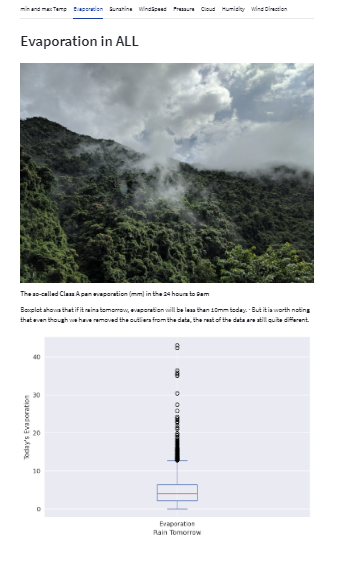 min and max Temp Evaporation Sunshine WindSpeed Pressure Cloud Humidity Wind Direction
Evaporation in ALL
The so-called Class A pan evaporation (mm) in the 24 hours to 9am
Boxplot shows that if it rains tomorrow, evaporation will be less than 10mm today. · But it is worth noting
that even though we have removed the outliers from the data, the rest of the data are still quite different.
40
30
20
10
0
Today's Evaporation
Evaporation
Rain Tomorrow